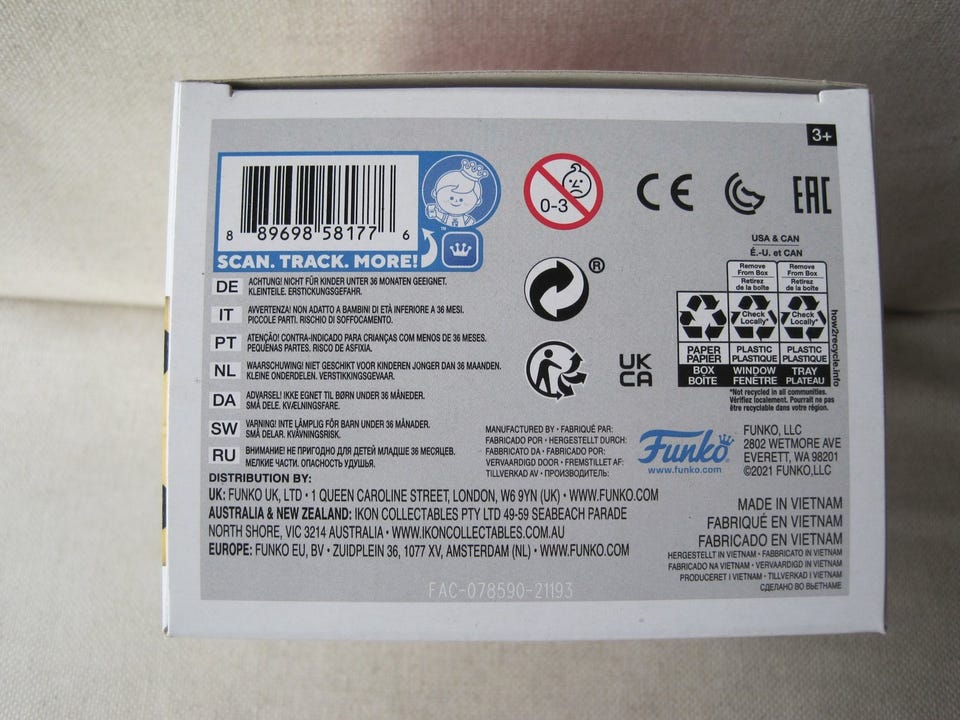 3+
8 89698 58177 6
SCAN. TRACK. MORE!
™
0-3
CE
EAC
®
UK
CA
USA & CAN
É.-U. et CAN
Remove From Box
Retirez de la boîte
Remove From Box
Retirez de la boîte
Check Locally*
Check Locally*
PAPER PAPIER
PLASTIC PLASTIQUE
PLASTIC PLASTIQUE
BOX BOÎTE
WINDOW FENÊTRE
TRAY PLATEAU
how2recycle.info
*Not recycled in all communities.
Vérifiez localement. Pourrait ne pas
être recyclable dans votre région.
DE ACHTUNG! NICHT FÜR KINDER UNTER 36 MONATEN GEEIGNET.
KLEINTEILE. ERSTICKUNGSGEFAHR.
IT AVVERTENZA! NON ADATTO A BAMBINI DI ETÀ INFERIORE A 36 MESI.
PICCOLE PARTI. RISCHIO DI SOFFOCAMENTO.
PT ATENÇÃO! CONTRA-INDICADO PARA CRIANÇAS COM MENOS DE 36 MESES.
PEQUENAS PARTES. RISCO DE ASFIXIA.
NL WAARSCHUWING! NIET GESCHIKT VOOR KINDEREN JONGER DAN 36 MAANDEN.
KLEINE ONDERDELEN. VERSTIKKINGSGEVAAR.
DA ADVARSEL! IKKE EGNET TIL BØRN UNDER 36 MÅNEDER.
SMÅ DELE. KVÆLNINGSFARE.
SW VARNING! INTE LÄMPLIG FÖR BARN UNDER 36 MÅNADER.
SMÅ DELAR. KVÄVNINGSRISK.
RU ВНИМАНИЕ! НЕ ПРИГОДНО ДЛЯ ДЕТЕЙ МЛАДШЕ 36 МЕСЯЦЕВ.
МЕЛКИЕ ЧАСТИ. ОПАСНОСТЬ УДУШЬЯ.
MANUFACTURED BY • FABRIQUÉ PAR:
FABRICADO POR • HERGESTELLT DURCH:
FABBRICATO DA • FABRICADO POR:
VERVAARDIGD DOOR • FREMSTILLET AF:
TILLVERKAD AV • ПРОИЗВОДИТЕЛЬ:
Funko
www.funko.com
FUNKO, LLC
2802 WETMORE AVE
EVERETT, WA 98201
©2021 FUNKO,LLC
DISTRIBUTION BY:
UK: FUNKO UK, LTD • 1 QUEEN CAROLINE STREET, LONDON, W6 9YN (UK) • WWW.FUNKO.COM
AUSTRALIA & NEW ZEALAND: IKON COLLECTABLES PTY LTD 49-59 SEABEACH PARADE
NORTH SHORE, VIC 3214 AUSTRALIA • WWW.IKONCOLLECTABLES.COM.AU
EUROPE: FUNKO EU, BV • ZUIDPLEIN 36, 1077 XV, AMSTERDAM (NL) • WWW.FUNKO.COM
MADE IN VIETNAM
FABRIQUÉ EN VIETNAM
FABRICADO EN VIETNAM
HERGESTELLT IN VIETNAM • FABBRICATO IN VIETNAM
FABRICADO NA VIETNAM • VERVAARDIGD IN VIETNAM
PRODUCERET I VIETNAM • TILLVERKAD I VIETNAM
СДЕЛАНО ВО ВЬЕТНАМЕ
FAC-078590-21193